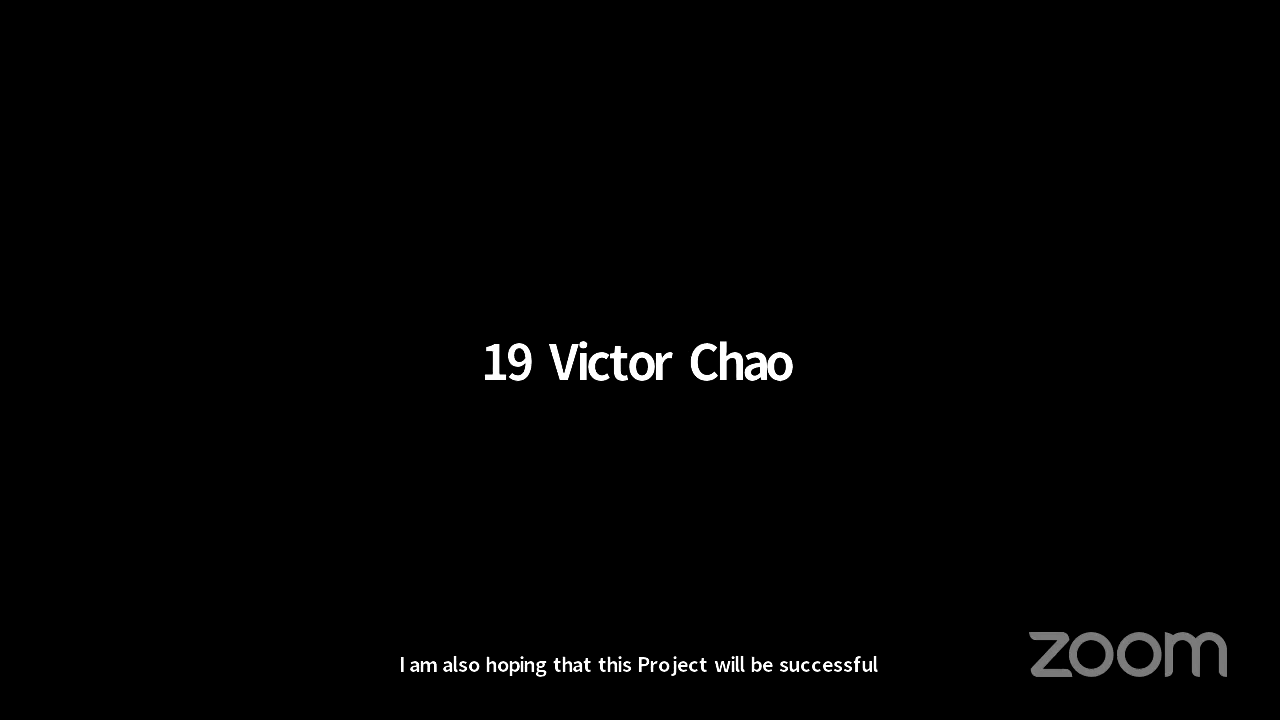 19 Victor Chao
I am also hoping that this Project will be successful
zoom